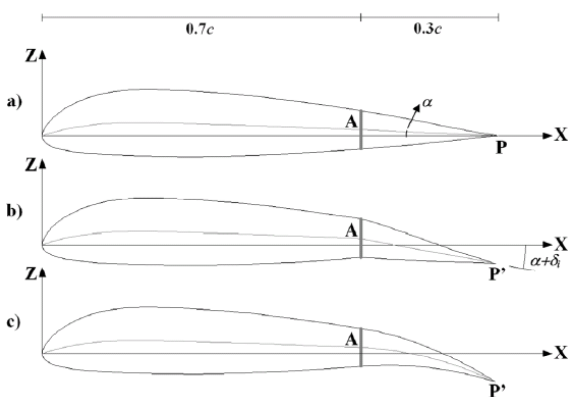 0.7c 0.3c
Z
a) A α X
P
Z
b) A X
P' α+δi
Z
c) A X
P'